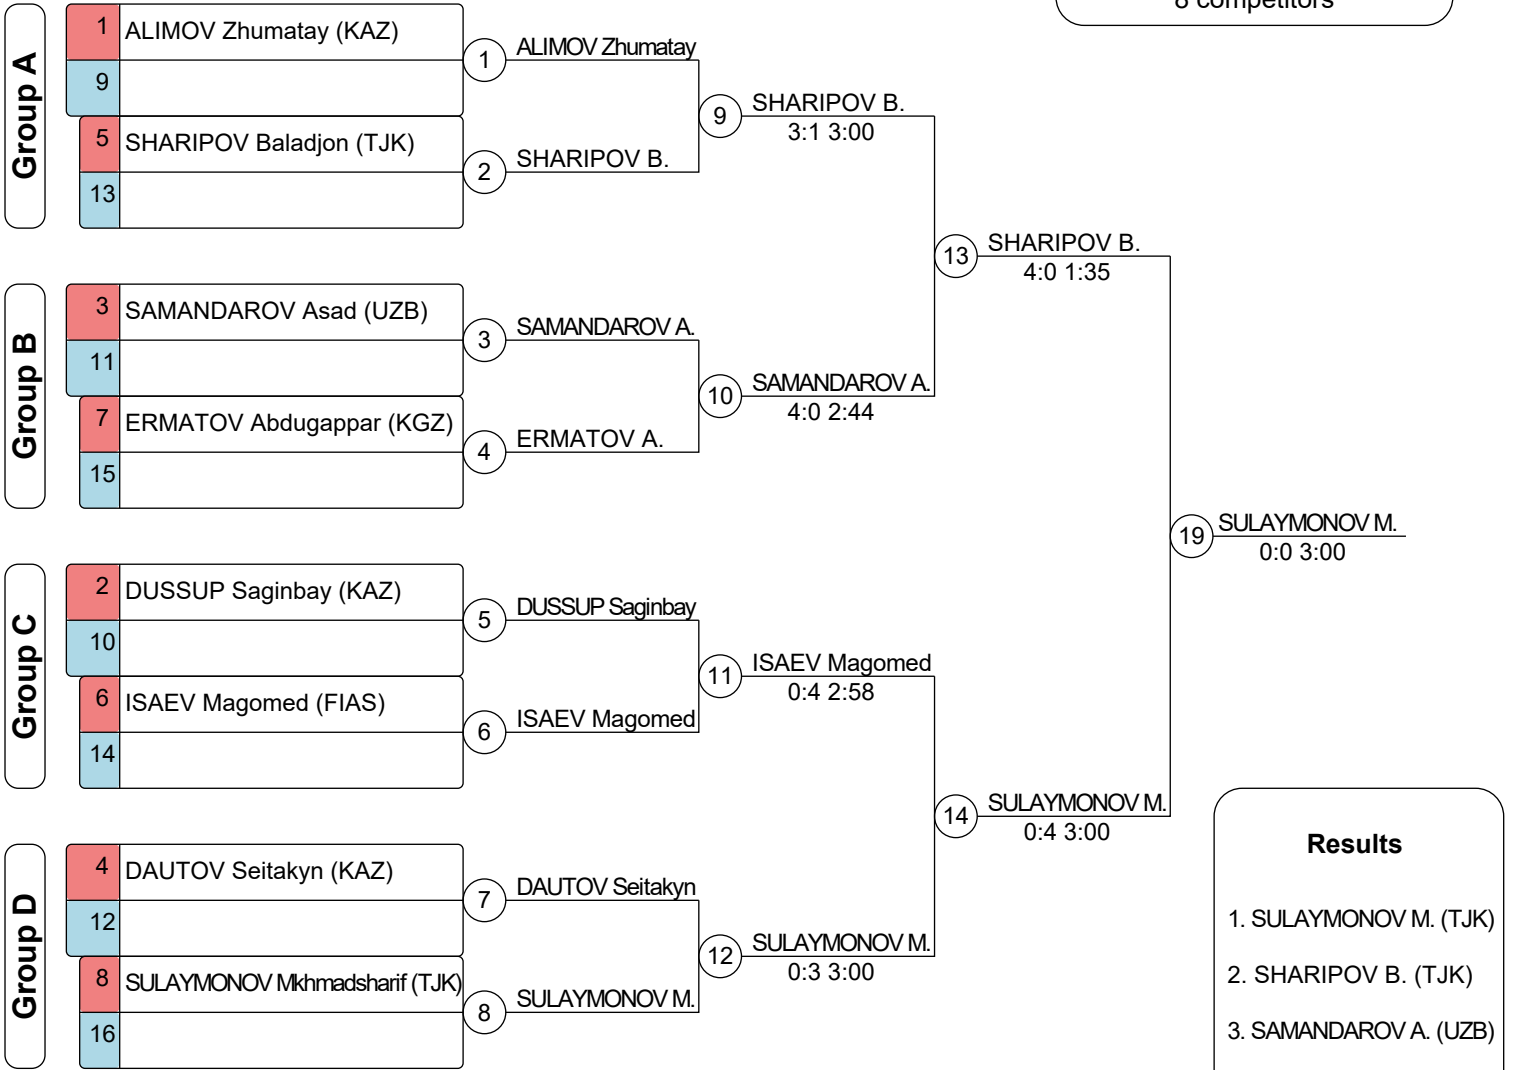 8 competitors
Group A
1 ALIMOV Zhumatay (KAZ)
9
5 SHARIPOV Baladjon (TJK)
13
1 ALIMOV Zhumatay
2 SHARIPOV B.
9 SHARIPOV B.
3:1 3:00
Group B
3 SAMANDAROV Asad (UZB)
11
7 ERMATOV Abdugappar (KGZ)
15
3 SAMANDAROV A.
4 ERMATOV A.
10 SAMANDAROV A.
4:0 2:44
13 SHARIPOV B.
4:0 1:35
Group C
2 DUSSUP Saginbay (KAZ)
10
6 ISAEV Magomed (FIAS)
14
5 DUSSUP Saginbay
6 ISAEV Magomed
11 ISAEV Magomed
0:4 2:58
Group D
4 DAUTOV Seitakyn (KAZ)
12
8 SULAYMONOV Mkhmadsharif (TJK)
16
7 DAUTOV Seitakyn
8 SULAYMONOV M.
12 SULAYMONOV M.
0:3 3:00
14 SULAYMONOV M.
0:4 3:00
19 SULAYMONOV M.
0:0 3:00
Results
1. SULAYMONOV M. (TJK)
2. SHARIPOV B. (TJK)
3. SAMANDAROV A. (UZB)